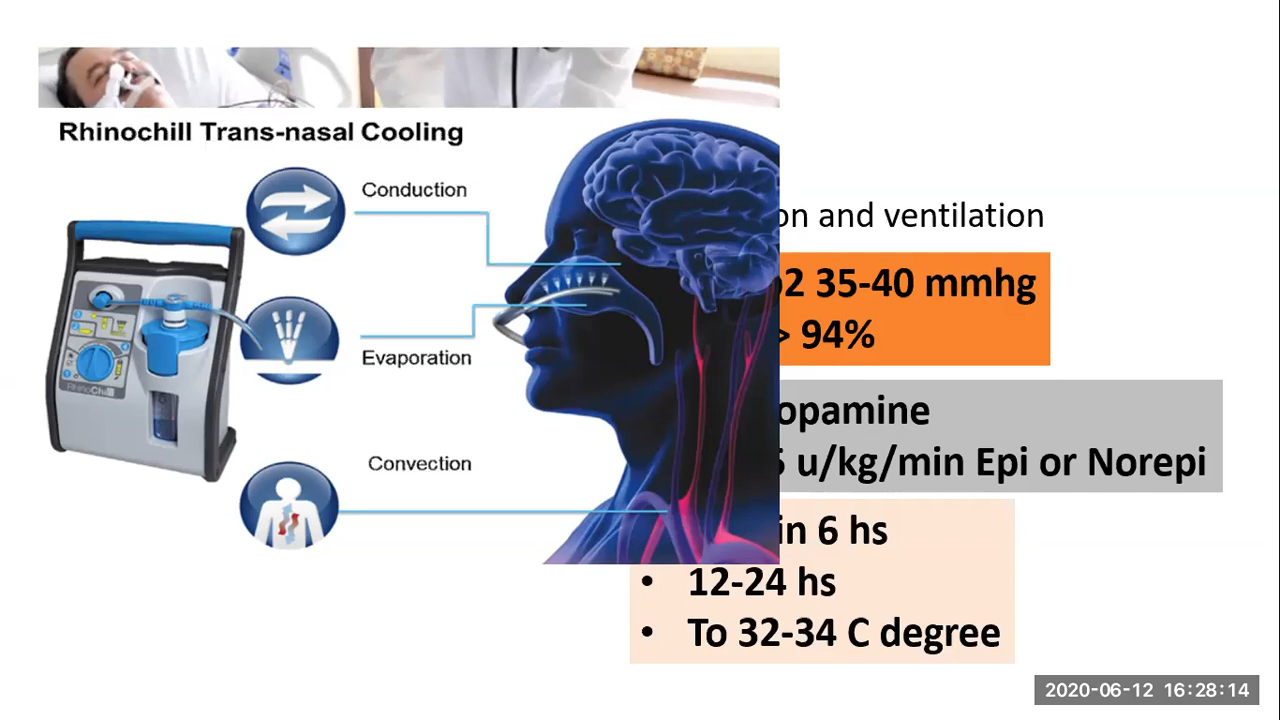 Rhinochill Trans-nasal Cooling
Conduction
Evaporation
Convection
on and ventilation
2 35-40 mmhg
> 94%
opamine
u/kg/min Epi or Norepi
in 6 hs
• 12-24 hs
• To 32-34 C degree
2020-06-12 16:28:14